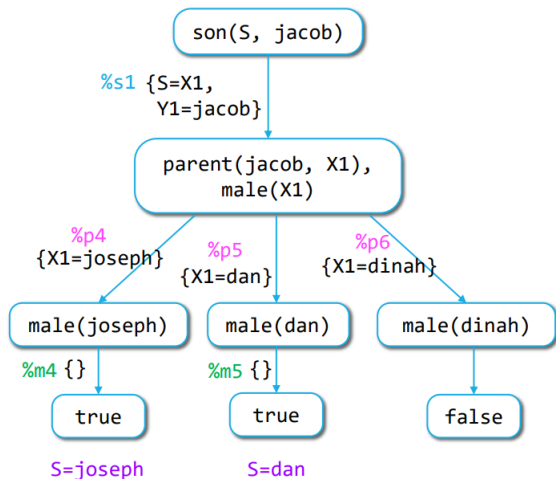 son(S, jacob)
%s1 {S=X1,
Y1=jacob}
parent(jacob, X1),
male(X1)
%p4
{X1=joseph}
%p5
{X1=dan}
%p6
{X1=dinah}
male(joseph)
male(dan)
male(dinah)
%m4 {}
%m5 {}
true
true
false
S=joseph
S=dan